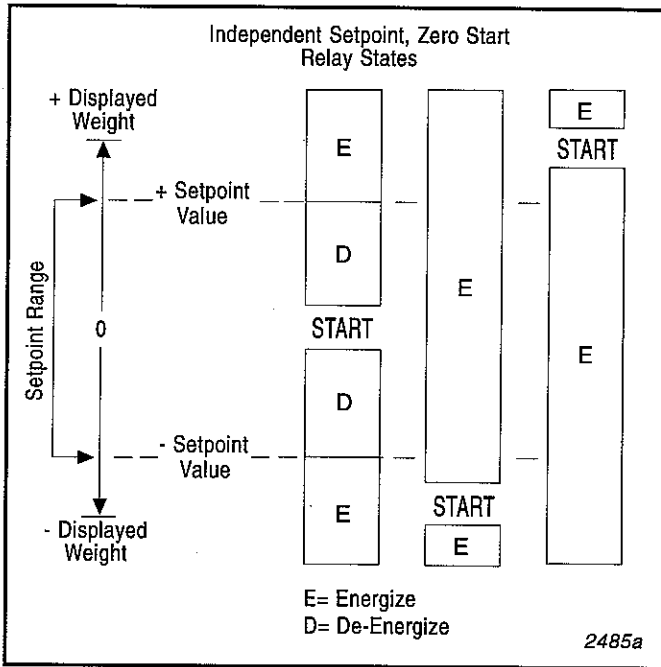 Independent Setpoint, Zero Start
Relay States
+ Displayed
Weight
E
E
START
+ Setpoint
Value
D
E
E
Setpoint Range
0
START
D
- Setpoint
Value
E
START
E
- Displayed
Weight
E= Energize
D= De-Energize
2485a